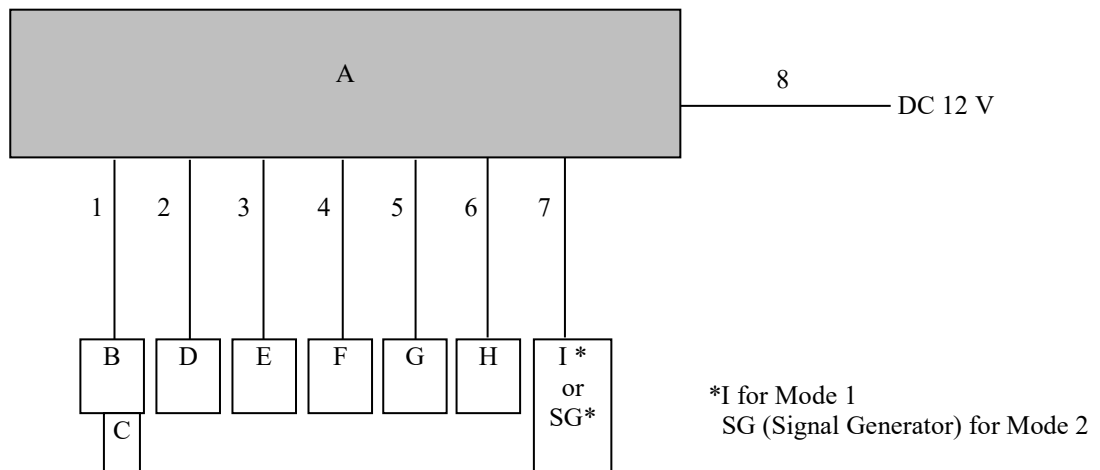 A
8
DC 12 V
1 2 3 4 5 6 7
B D E F G H I *
or
SG*
C
*I for Mode 1
SG (Signal Generator) for Mode 2